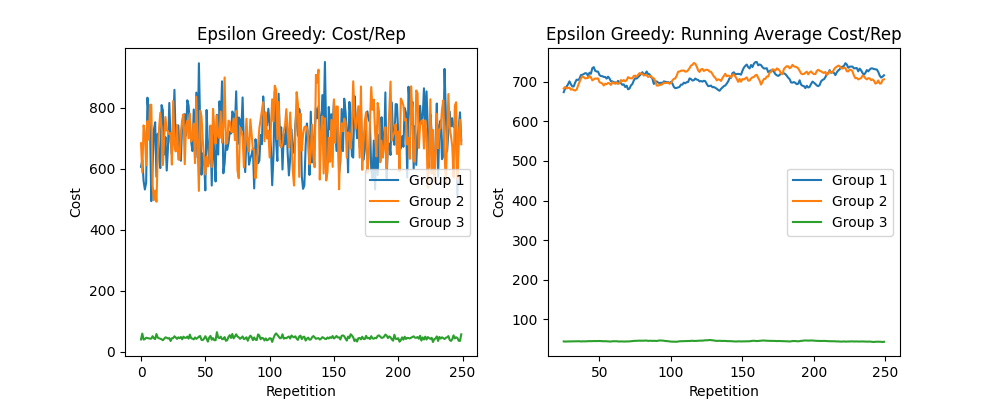 Epsilon Greedy: Cost/Rep
Cost
800
600
400
200
0
0
50
100
150
200
250
Repetition
Group 1
Group 2
Group 3
Epsilon Greedy: Running Average Cost/Rep
Cost
700
600
500
400
300
200
100
50
100
150
200
250
Repetition
Group 1
Group 2
Group 3